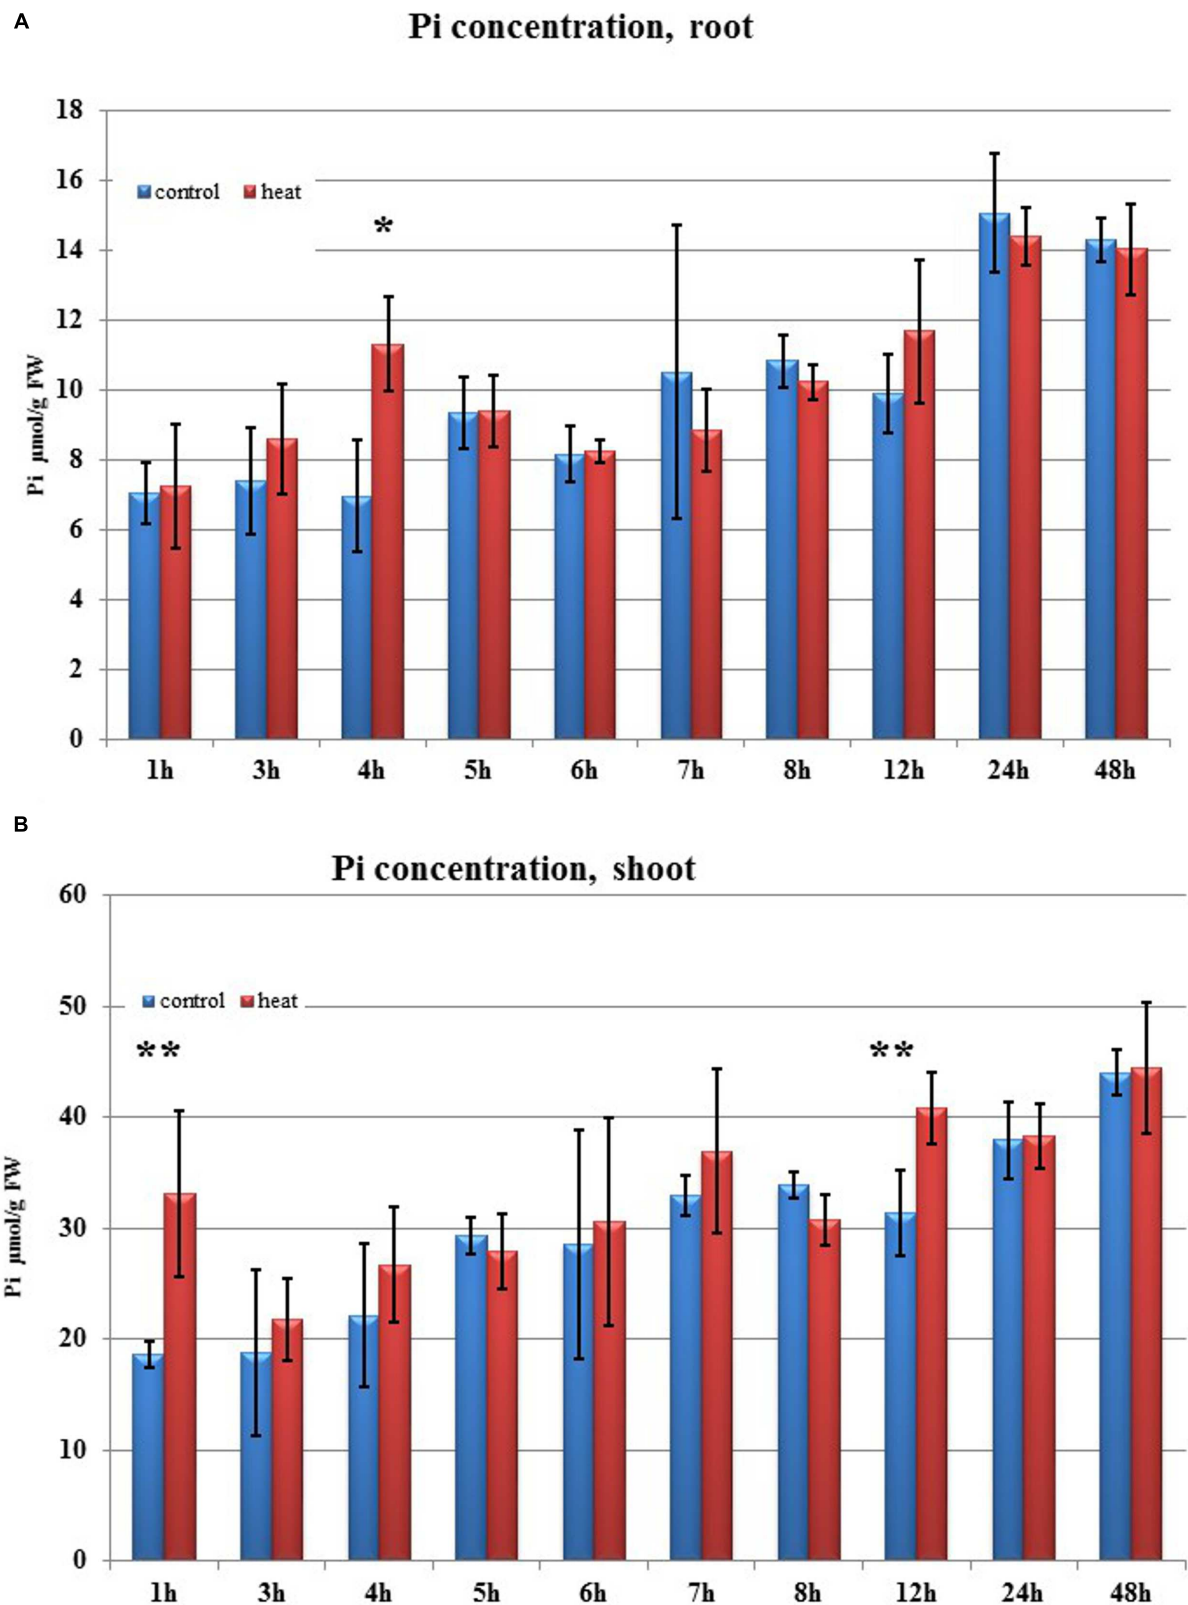 A
Pi concentration, root
18
16
14
12
10
8
6
4
2
0
Pi μmol/g FW
control heat
*
1h 3h 4h 5h 6h 7h 8h 12h 24h 48h
B
Pi concentration, shoot
60
50
40
30
20
10
0
Pi μmol/g FW
control heat
** **
1h 3h 4h 5h 6h 7h 8h 12h 24h 48h